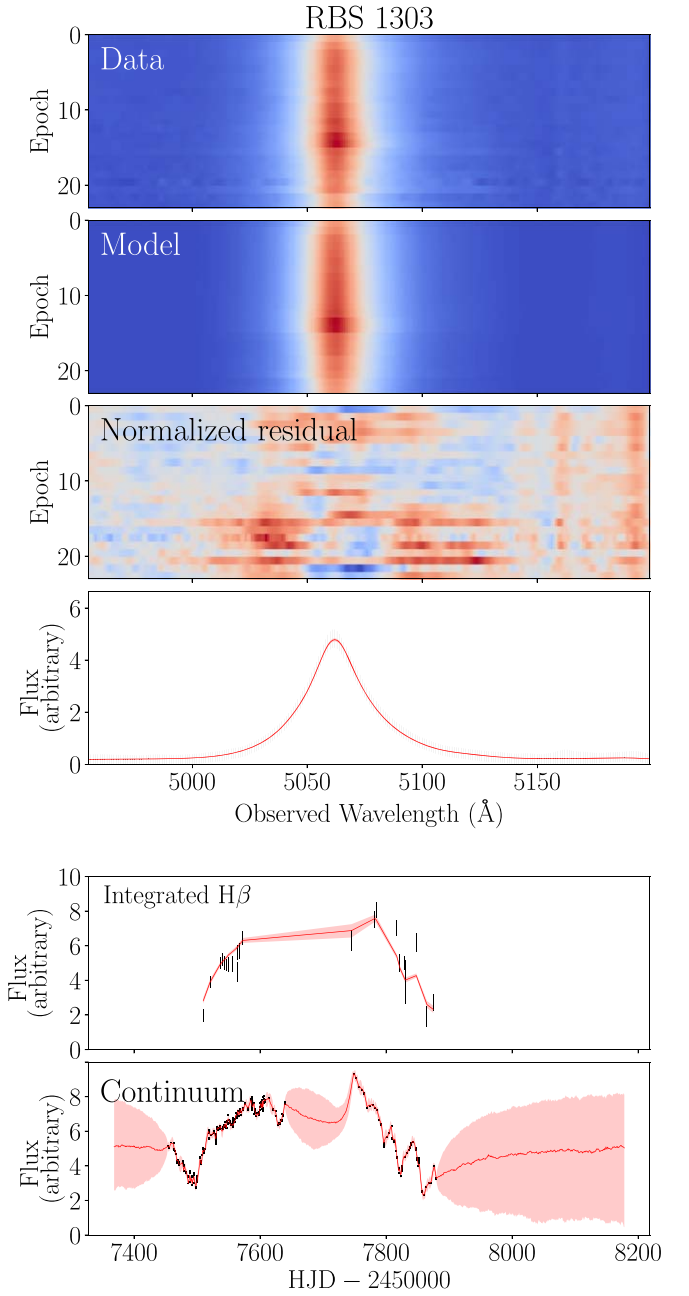 RBS 1303
Data
Epoch
0
10
20
Model
Epoch
0
10
20
Normalized residual
Epoch
0
10
20
Flux
(arbitrary)
6
4
2
0
5000 5050 5100 5150
Observed Wavelength (Å)
Integrated Hβ
Flux
(arbitrary)
10
8
6
4
2
0
Continuum
Flux
(arbitrary)
8
6
4
2
0
7400 7600 7800 8000 8200
HJD − 2450000